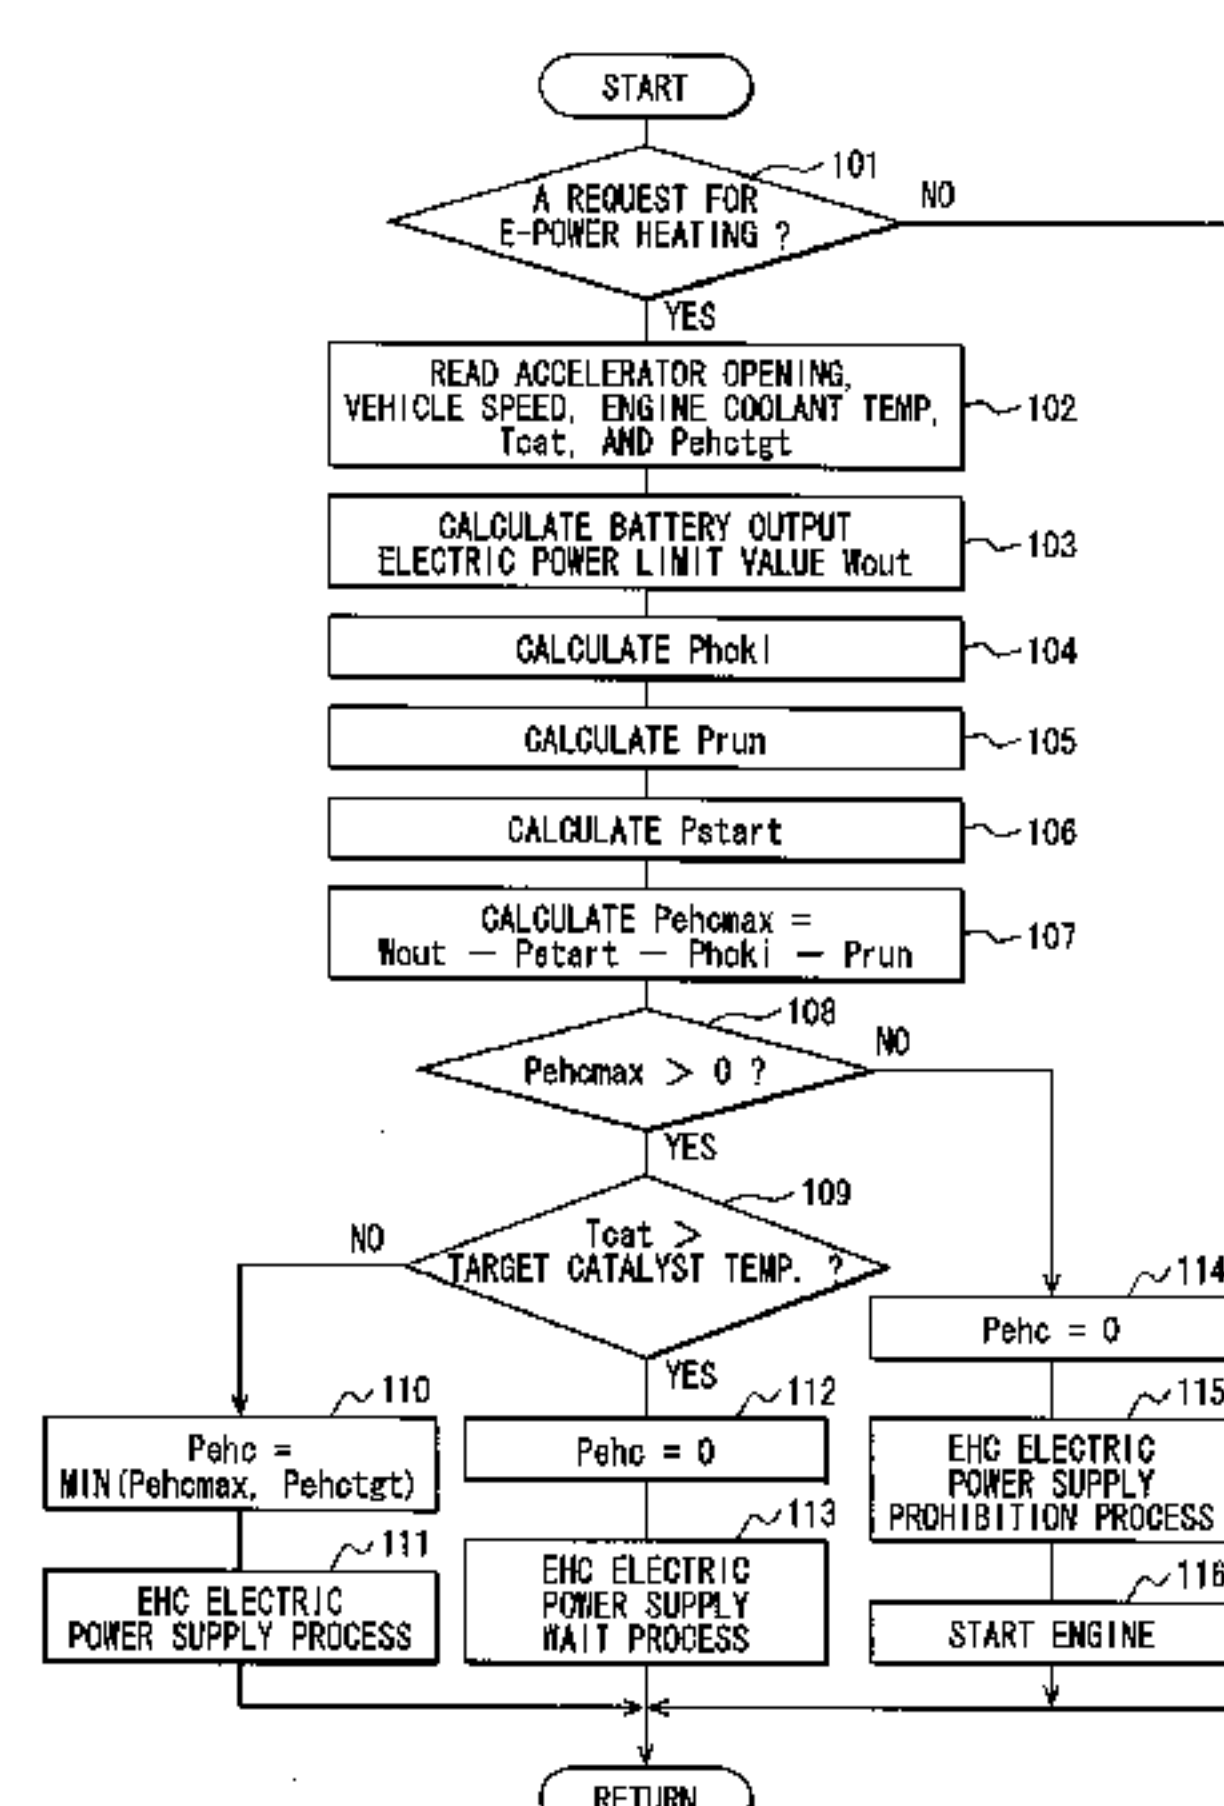 START
101
A REQUEST FOR
E-POWER HEATING ?
NO
YES
READ ACCELERATOR OPENING,
VEHICLE SPEED, ENGINE COOLANT TEMP,
Tcat, AND Pehctgt
102
CALCULATE BATTERY OUTPUT
ELECTRIC POWER LIMIT VALUE Wout
103
CALCULATE Phoki
104
CALCULATE Prun
105
CALCULATE Pstart
106
CALCULATE Pehcmax =
Wout — Pstart — Phoki — Prun
107
108
Pehcmax > 0 ?
NO
YES
109
Tcat >
TARGET CATALYST TEMP. ?
NO
YES
110
Pehc =
MIN(Pehcmax, Pehctgt)
111
EHC ELECTRIC
POWER SUPPLY PROCESS
112
Pehc = 0
113
EHC ELECTRIC
POWER SUPPLY
WAIT PROCESS
114
Pehc = 0
115
EHC ELECTRIC
POWER SUPPLY
PROHIBITION PROCESS
116
START ENGINE
RETURN